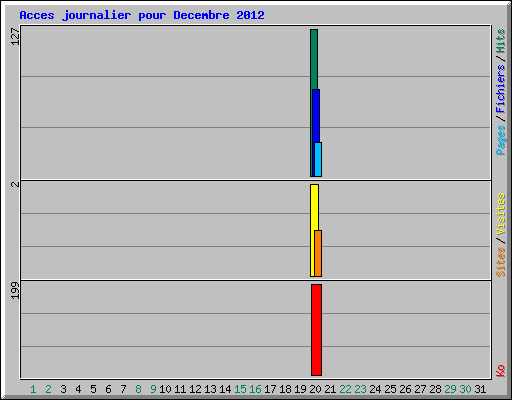 Acces journalier pour Decembre 2012
127
2
199
Pages/Fichiers/Hits
Sites/Visites
Ko
1 2 3 4 5 6 7 8 9 10 11 12 13 14 15 16 17 18 19 20 21 22 23 24 25 26 27 28 29 30 31